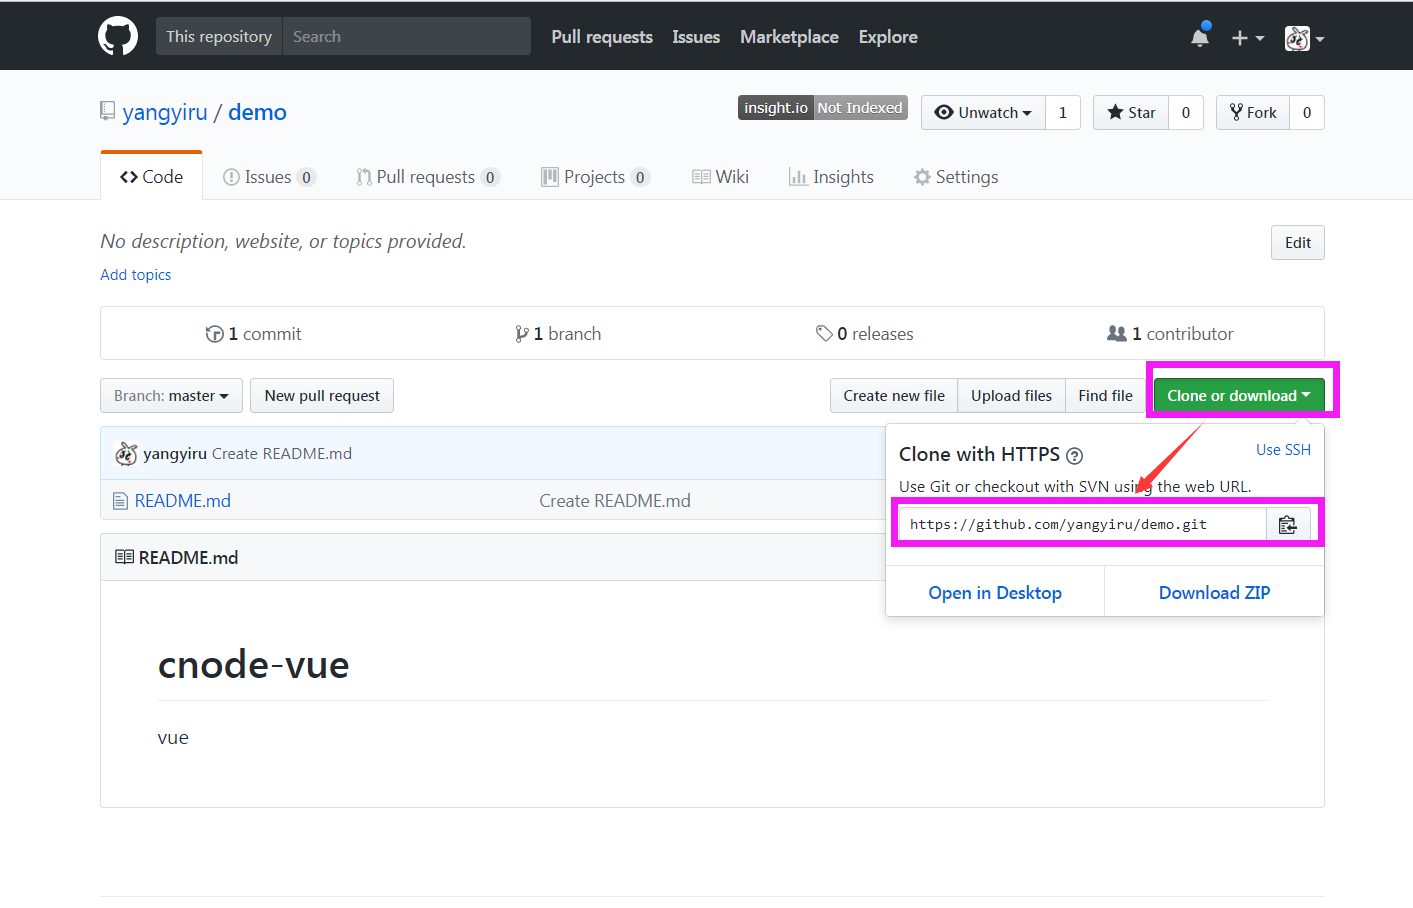 This repository Search Pull requests Issues Marketplace Explore
yangyiru / demo insight.io Not Indexed Unwatch 1 Star 0 Fork 0
Code Issues 0 Pull requests 0 Projects 0 Wiki Insights Settings
No description, website, or topics provided. Edit
Add topics
1 commit 1 branch 0 releases 1 contributor
Branch: master New pull request Create new file Upload files Find file Clone or download
yangyiru Create README.md
README.md Create README.md
Clone with HTTPS Use SSH
Use Git or checkout with SVN using the web URL.
https://github.com/yangyiru/demo.git
Open in Desktop Download ZIP
README.md
cnode-vue
vue